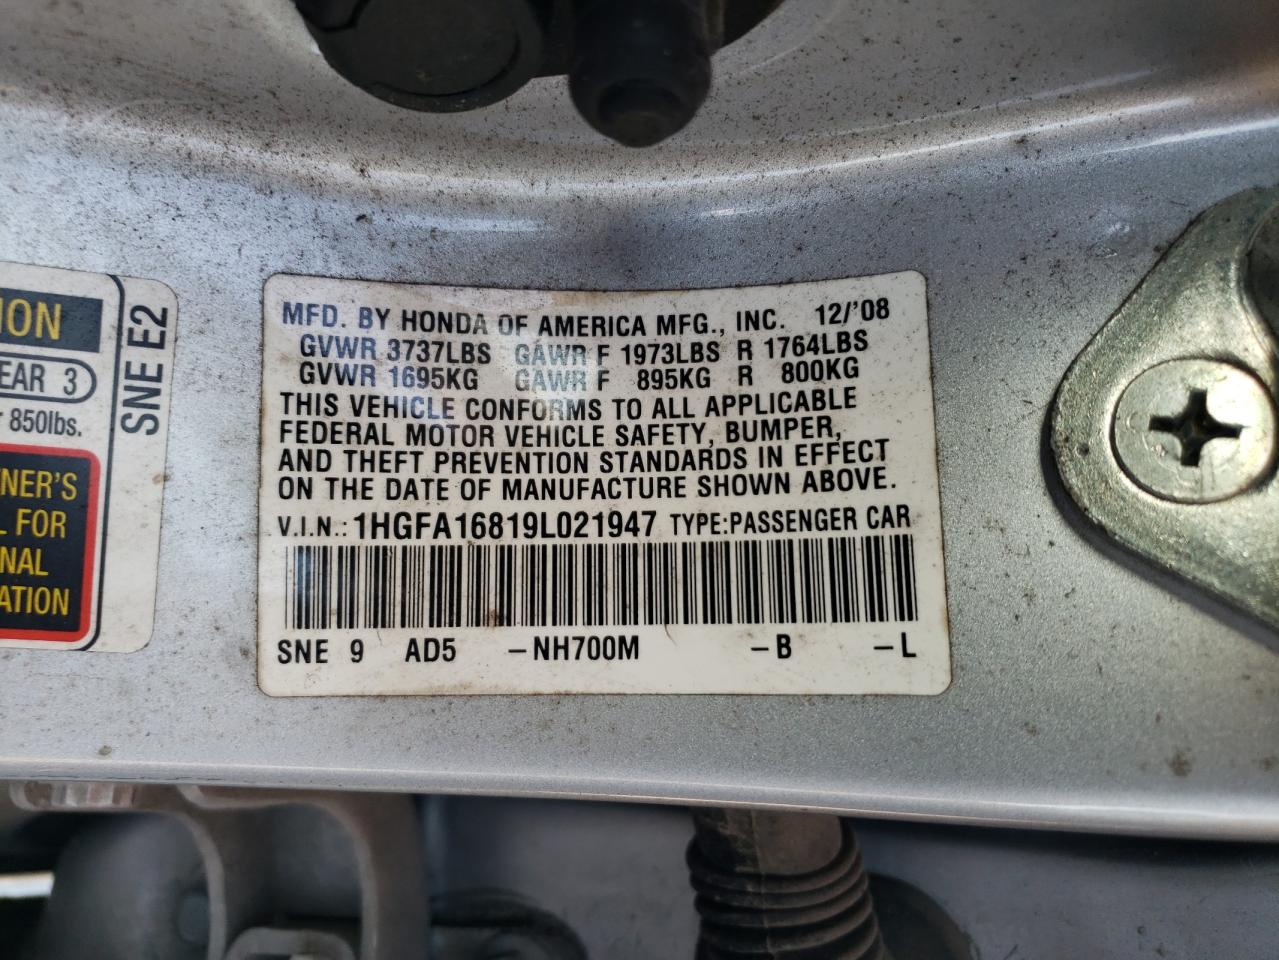 ION
EAR 3
850lbs.
NER'S
L FOR
NAL
ATION
SNE E2
MFD. BY HONDA OF AMERICA MFG., INC. 12/'08
GVWR 3737LBS GAWR F 1973LBS R 1764LBS
GVWR 1695KG GAWR F 895KG R 800KG
THIS VEHICLE CONFORMS TO ALL APPLICABLE
FEDERAL MOTOR VEHICLE SAFETY, BUMPER,
AND THEFT PREVENTION STANDARDS IN EFFECT
ON THE DATE OF MANUFACTURE SHOWN ABOVE.
V.I.N.: 1HGFA16819L021947 TYPE:PASSENGER CAR
SNE 9 AD5 –NH700M –B –L